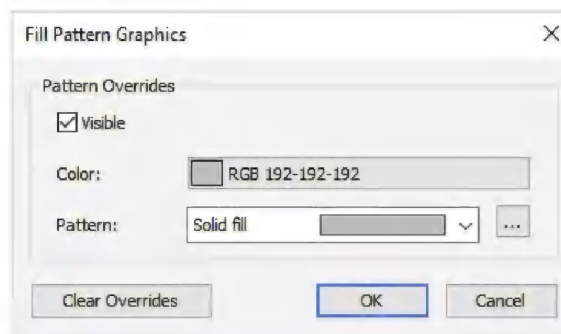 Fill Pattern Graphics
Pattern Overrides
Visible
Color: RGB 192-192-192
Pattern: Solid fill ...
Clear Overrides OK Cancel